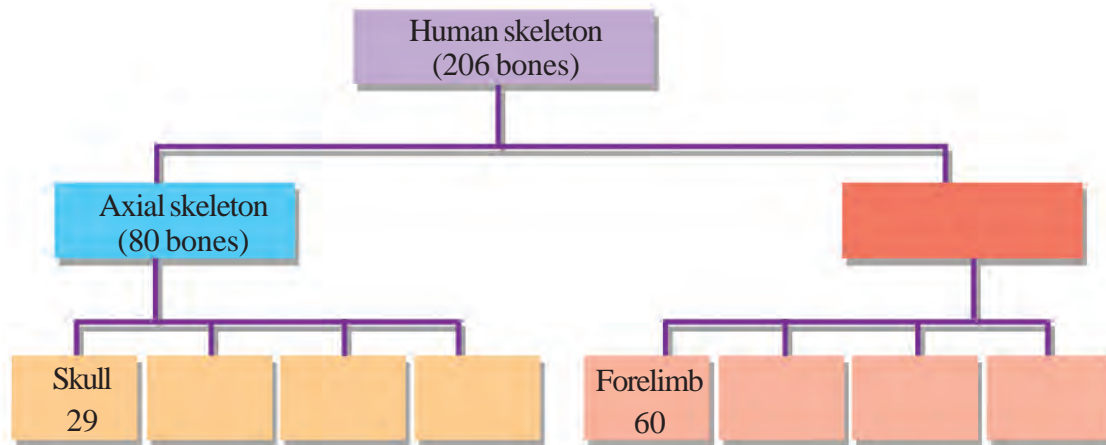 Human skeleton
(206 bones)
Axial skeleton
(80 bones)
Skull
29
Forelimb
60